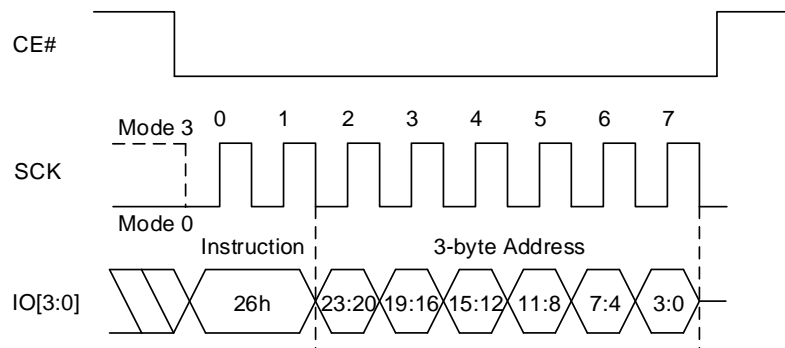 CE#
Mode 3
0 1 2 3 4 5 6 7
SCK
Mode 0
Instruction 3-byte Address
IO[3:0] 26h 23:20 19:16 15:12 11:8 7:4 3:0